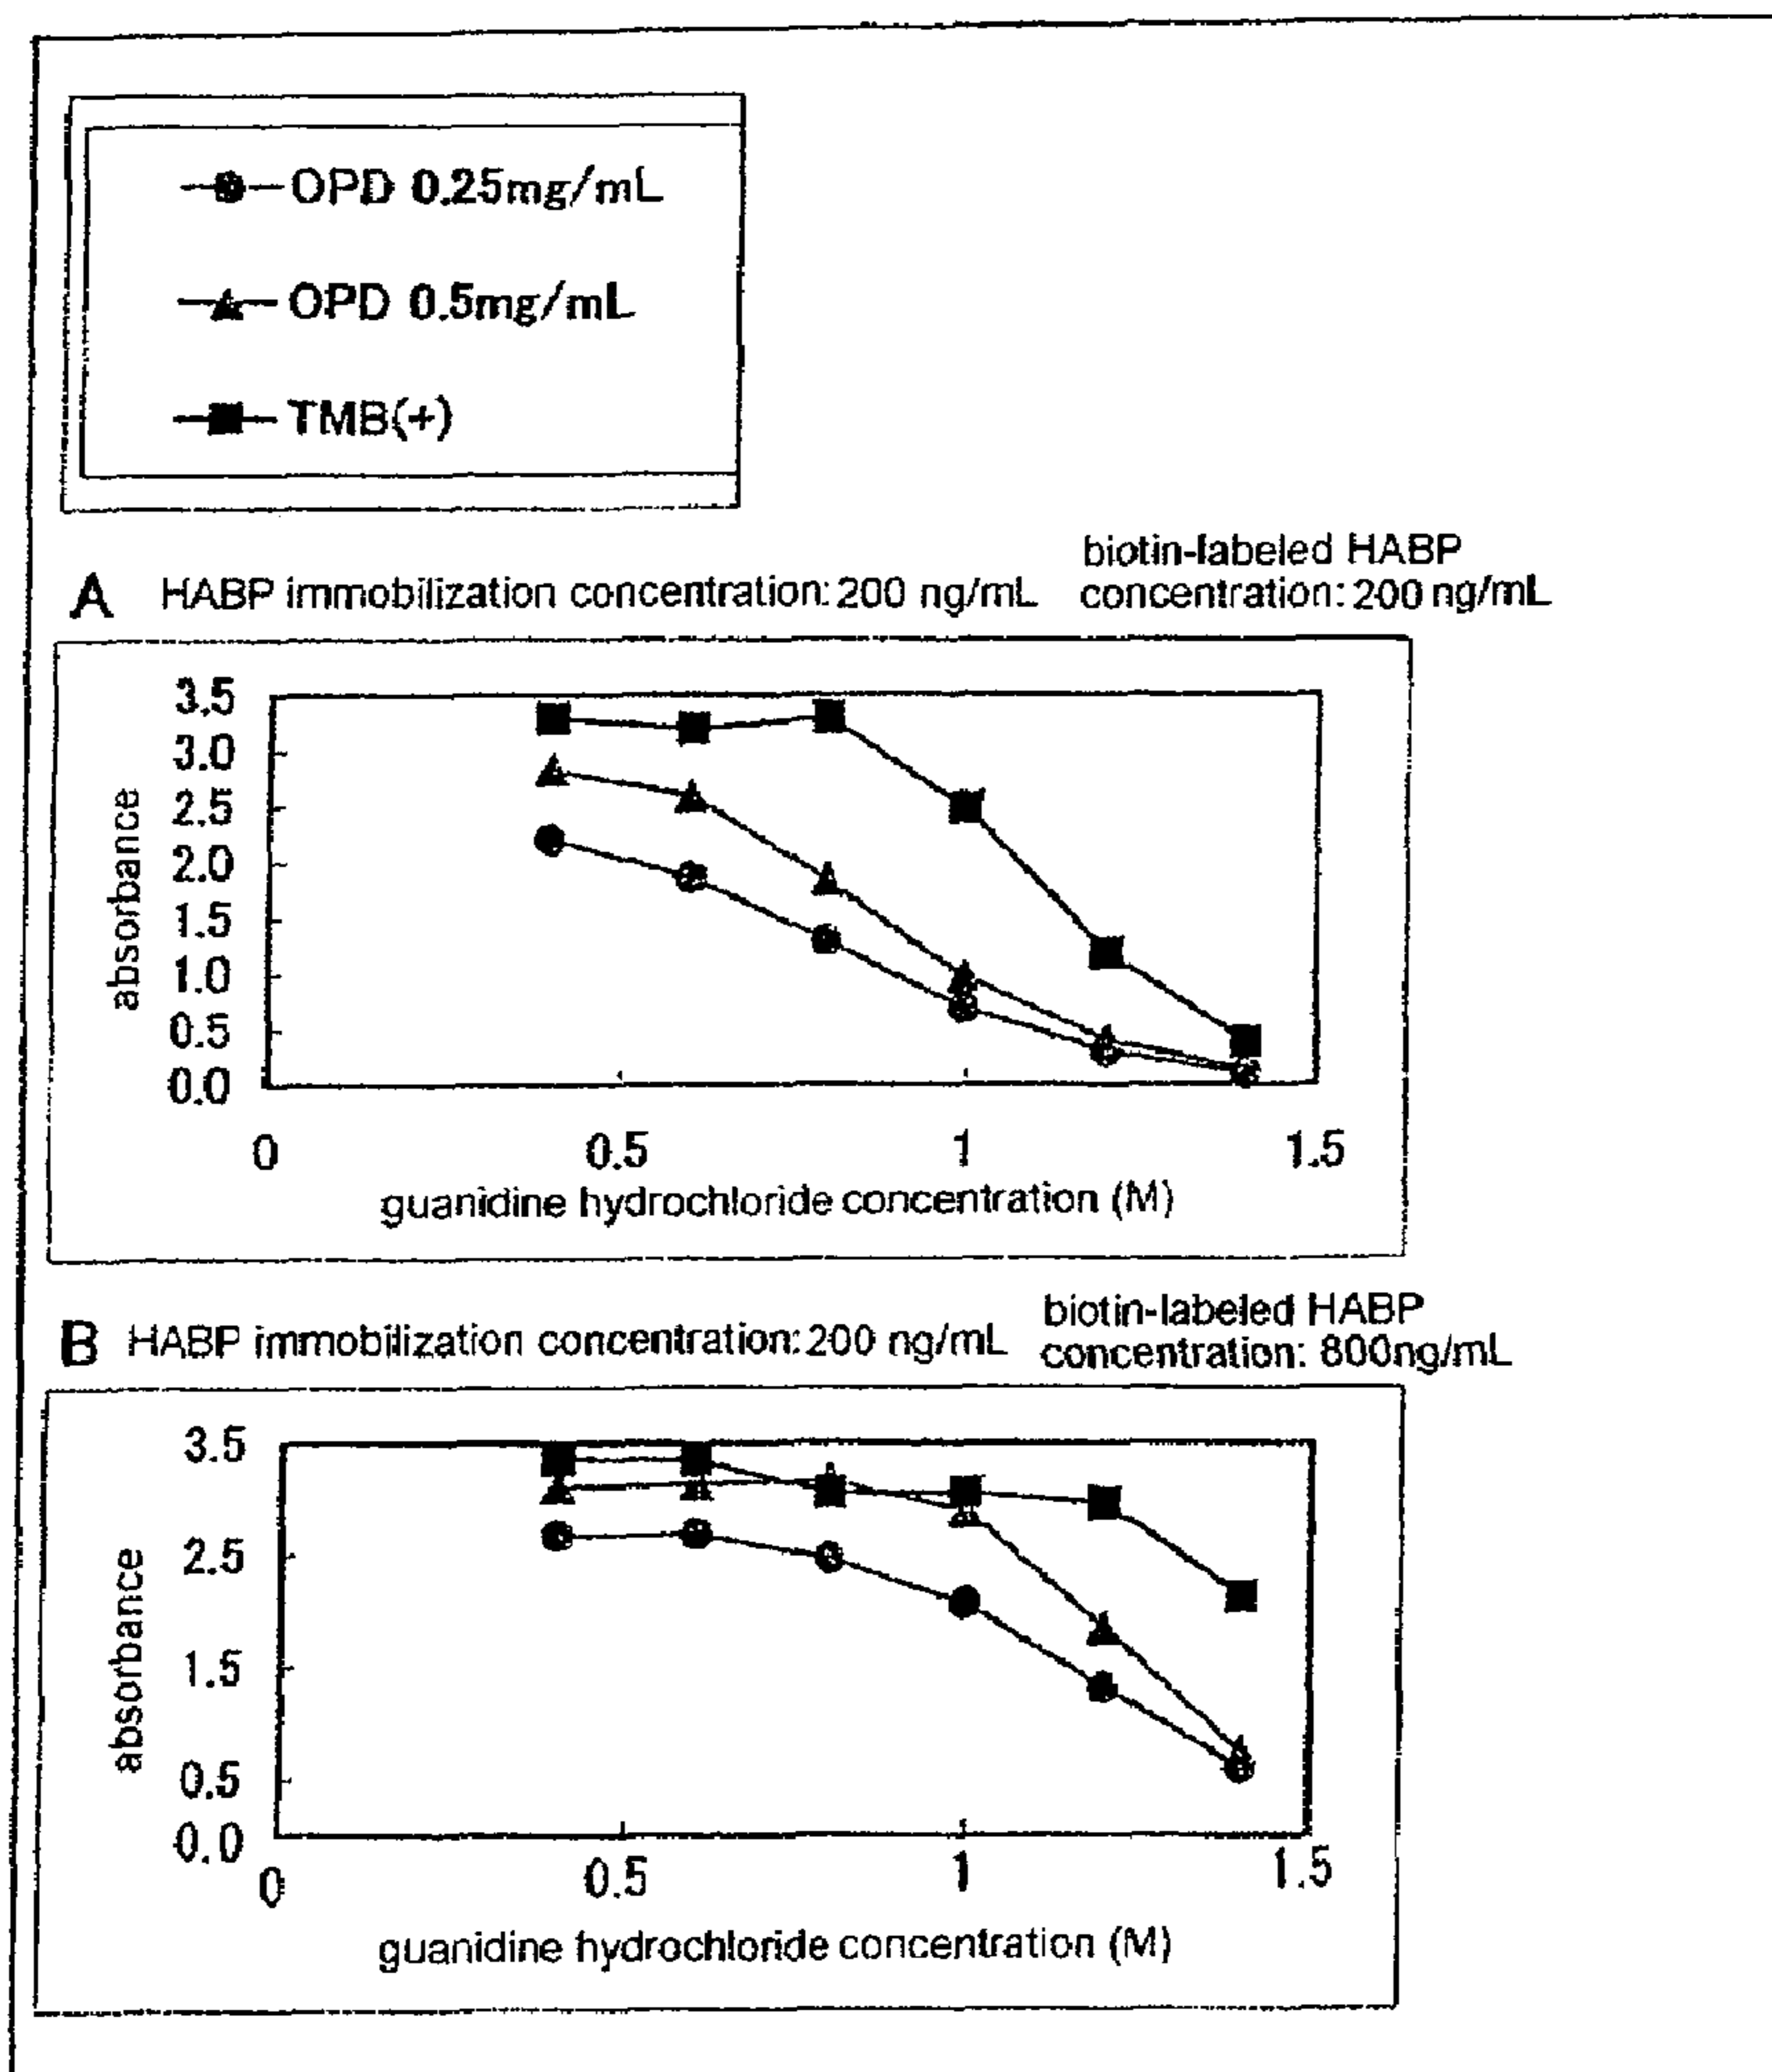 OPD 0.25mg/mL
OPD 0.5mg/mL
TMB(+)
A HABP immobilization concentration: 200 ng/mL
biotin-labeled HABP
concentration: 200 ng/mL
3.5
3.0
2.5
2.0
1.5
1.0
0.5
0.0
absorbance
0 0.5 1 1.5
guanidine hydrochloride concentration (M)
B HABP immobilization concentration: 200 ng/mL
biotin-labeled HABP
concentration: 800ng/mL
3.5
2.5
1.5
0.5
0.0
absorbance
0 0.5 1 1.5
guanidine hydrochloride concentration (M)